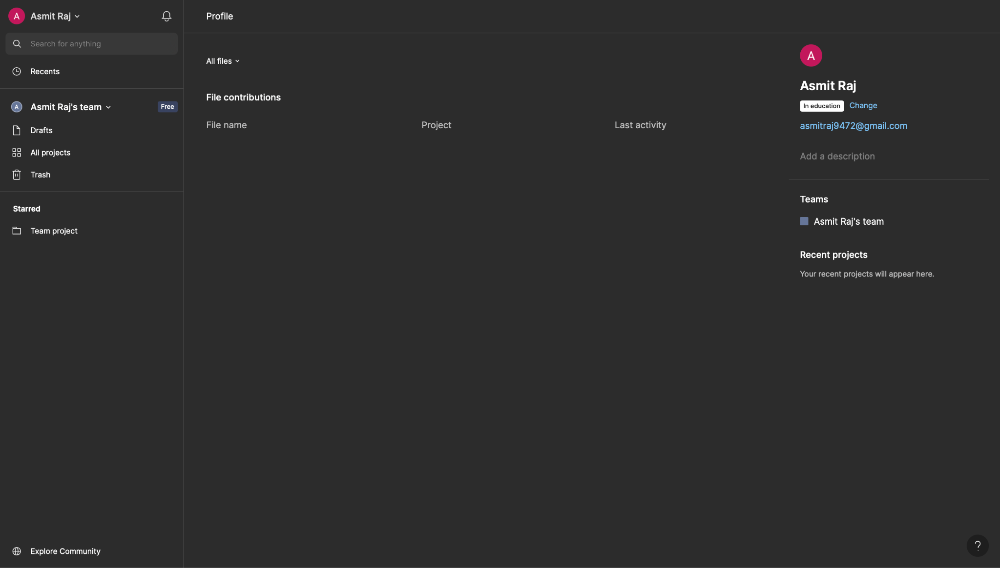 A Asmit Raj
Search for anything
Recents
A Asmit Raj's team Free
Drafts
All projects
Trash
Starred
Team project
Explore Community
Profile
All files
File contributions
File name Project Last activity
A
Asmit Raj
In education Change
asmitraj9472@gmail.com
Add a description
Teams
Asmit Raj's team
Recent projects
Your recent projects will appear here.
?